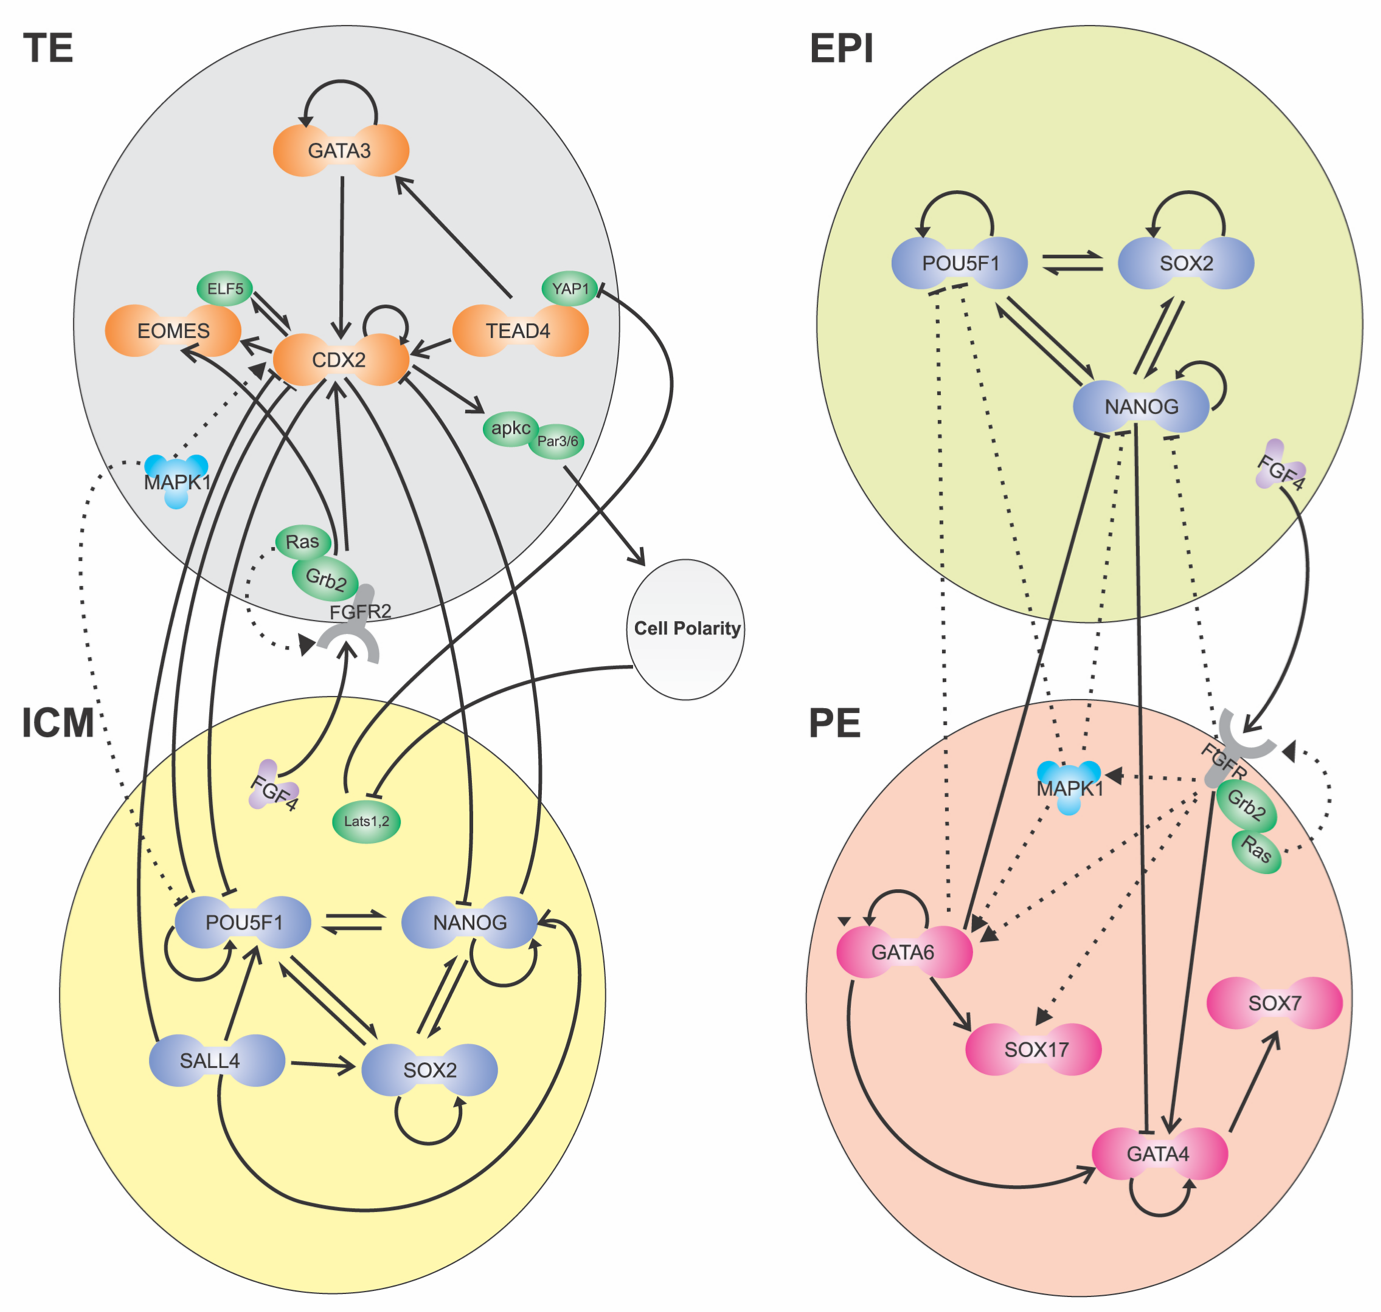 TE
GATA3
ELF5
YAP1
EOMES
TEAD4
CDX2
apkc
Par3/6
MAPK1
Ras
Grb2
FGFR2
Cell Polarity
ICM
FGF4
Lats1,2
POU5F1
NANOG
SALL4
SOX2
EPI
POU5F1
SOX2
NANOG
FGF4
PE
FGFR
MAPK1
Grb2
Ras
GATA6
SOX7
SOX17
GATA4